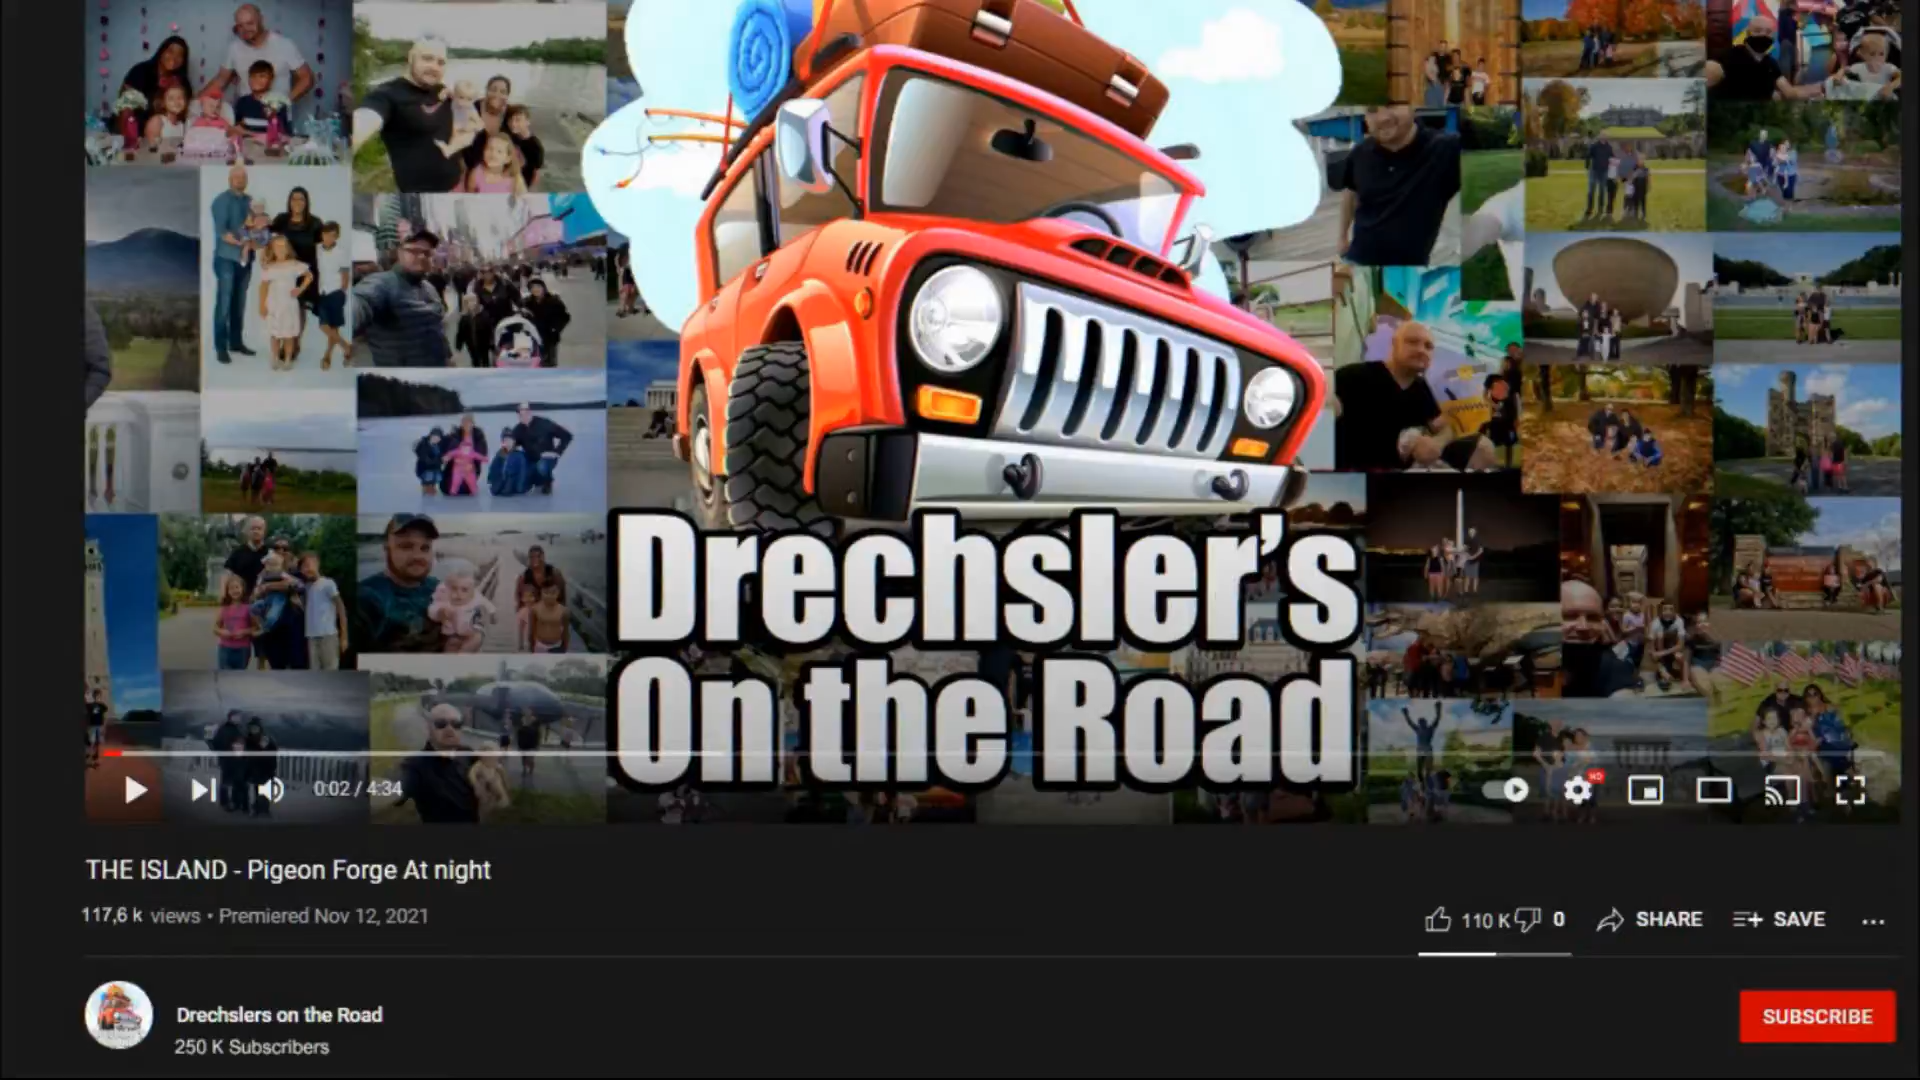 Drechsler's
On the Road
0:02 / 4:34
HD
THE ISLAND - Pigeon Forge At night
117,6 k views • Premiered Nov 12, 2021
110 K 0 SHARE SAVE
Drechslers on the Road
250 K Subscribers
SUBSCRIBE